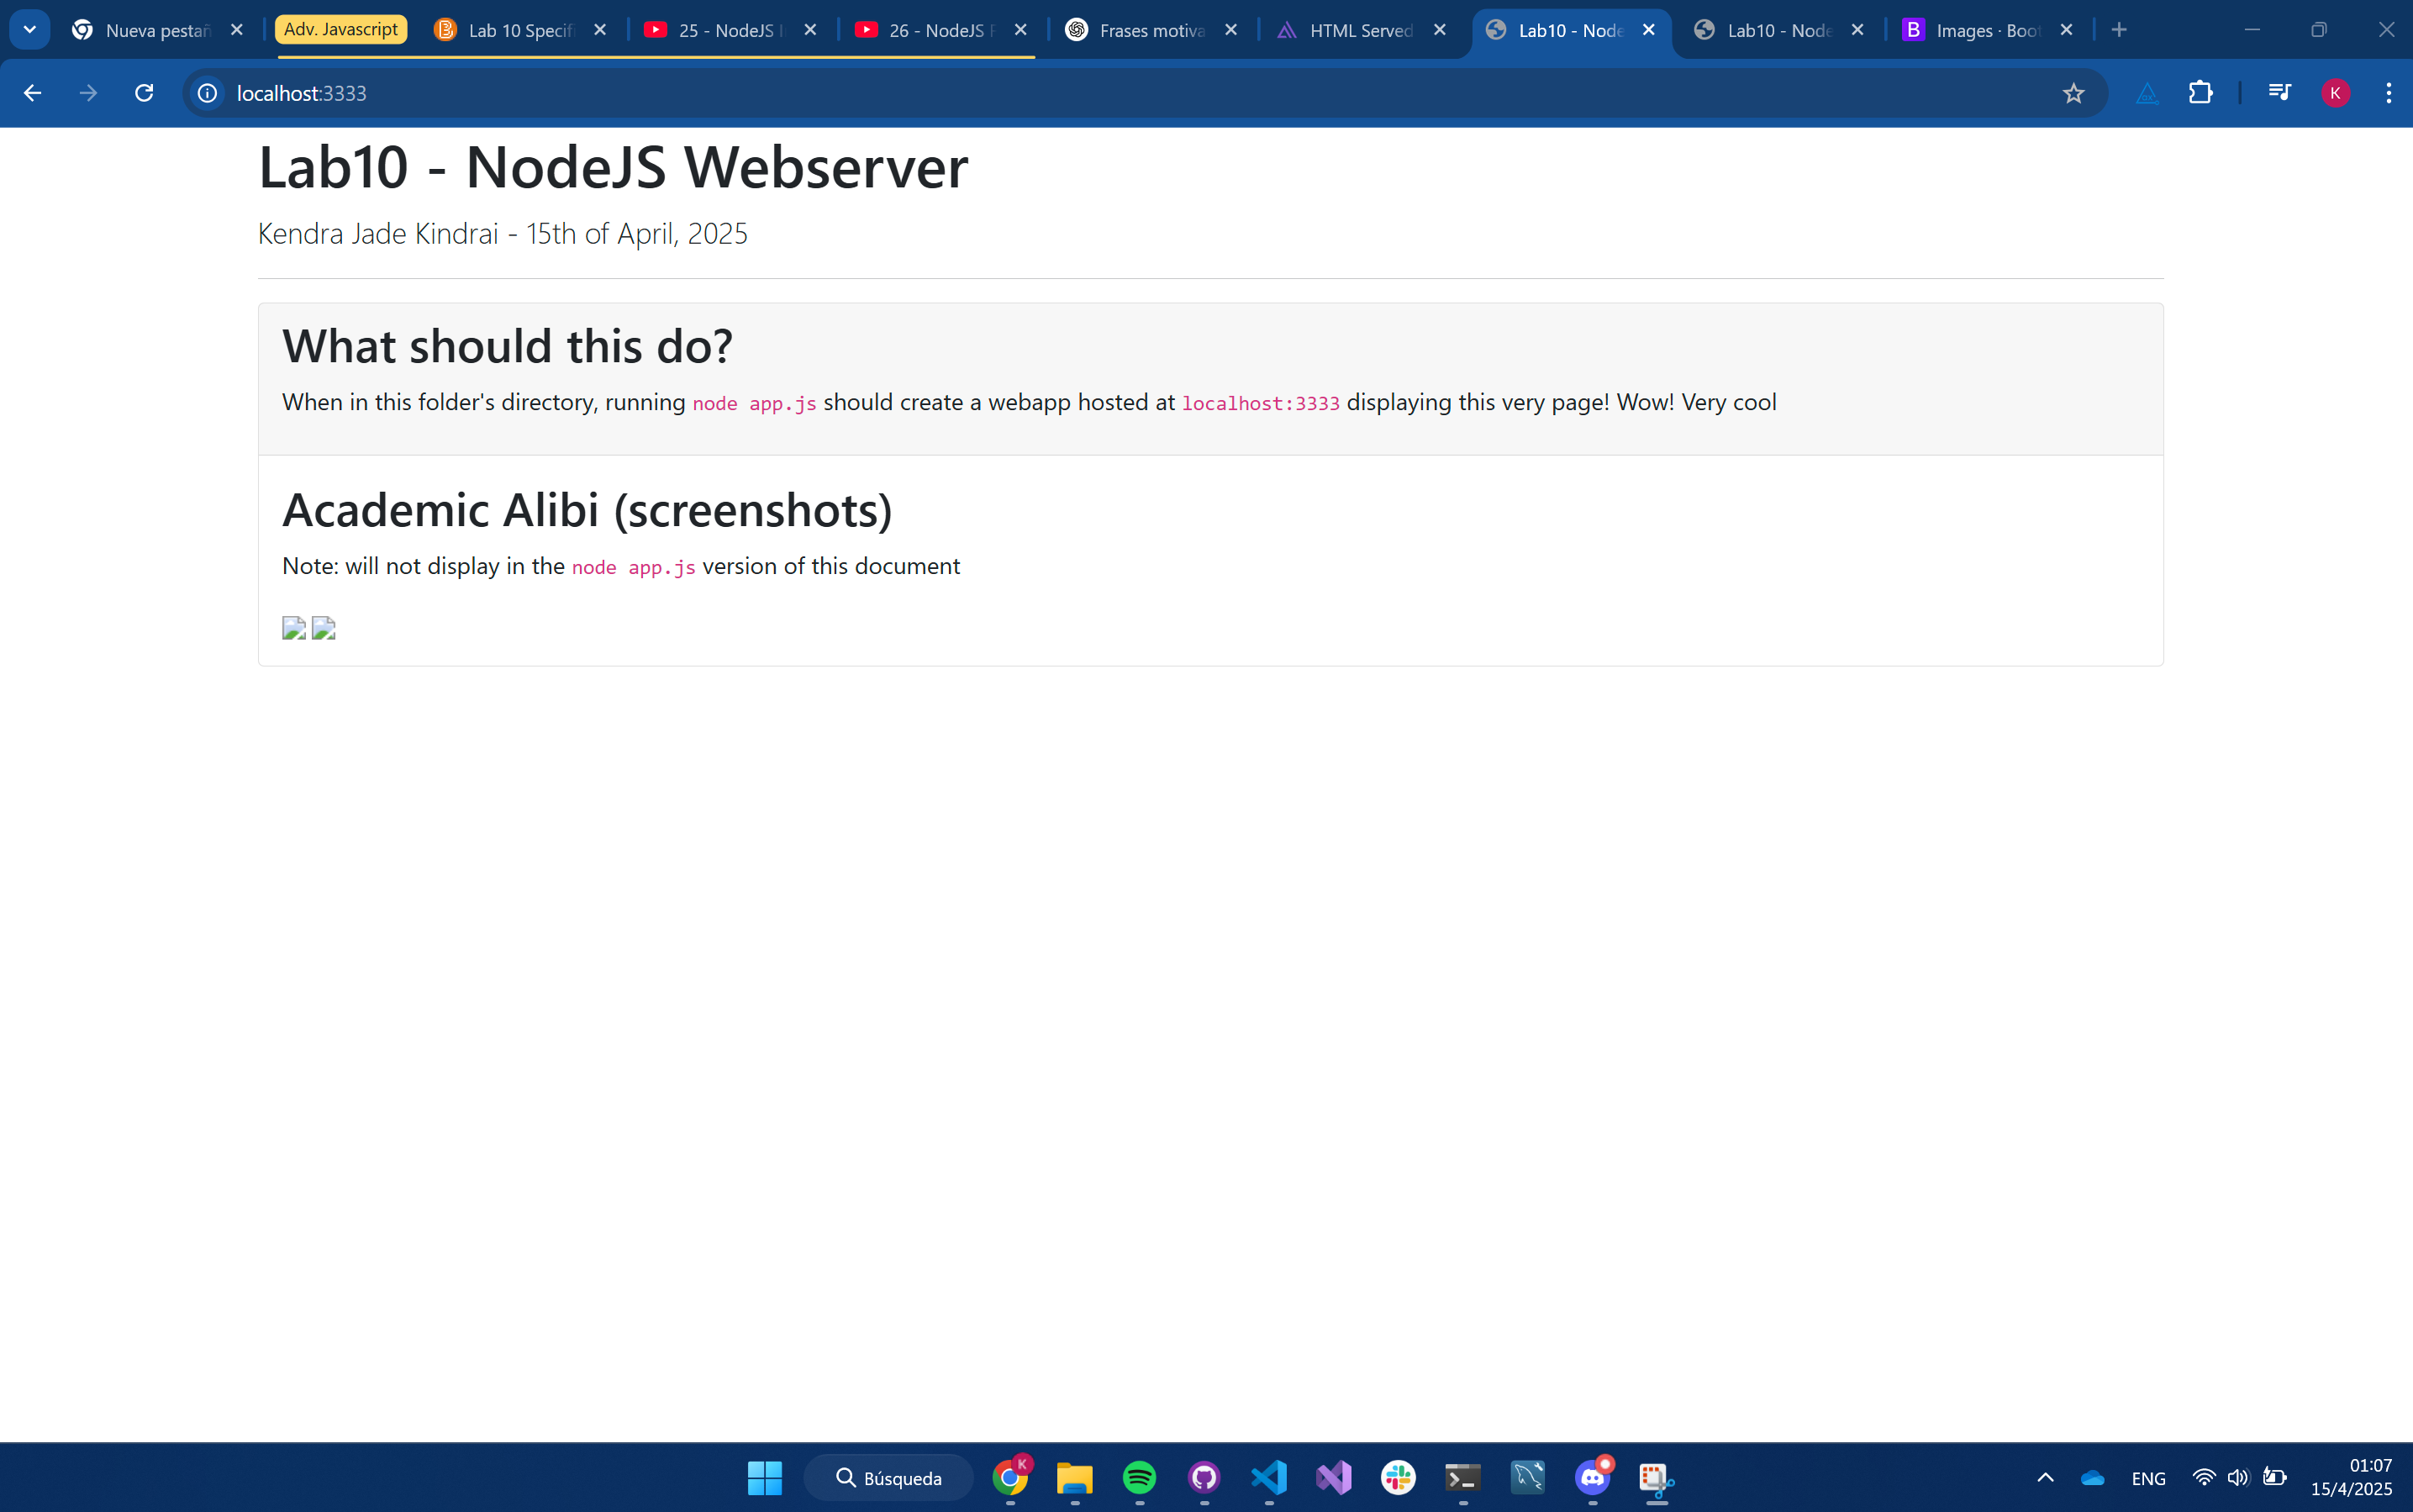 Nueva pestañ
Adv. Javascript
Lab 10 Specifi
25 - NodeJS I
26 - NodeJS F
Frases motiva
HTML Served
Lab10 - Node
Lab10 - Node
Images · Boot
localhost:3333
K
Lab10 - NodeJS Webserver
Kendra Jade Kindrai - 15th of April, 2025
What should this do?
When in this folder's directory, running node app.js should create a webapp hosted at localhost:3333 displaying this very page! Wow! Very cool
Academic Alibi (screenshots)
Note: will not display in the node app.js version of this document
Búsqueda
K
ENG
01:07
15/4/2025